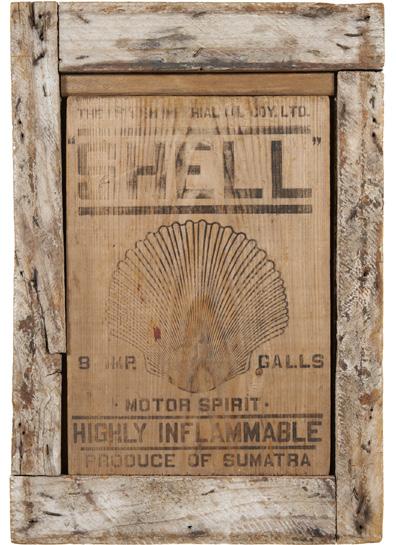 THE BRITISH IMPERIAL OIL COY. LTD.
"SHELL"
8 IMP. GALLS
· MOTOR SPIRIT ·
HIGHLY INFLAMMABLE
PRODUCE OF SUMATRA